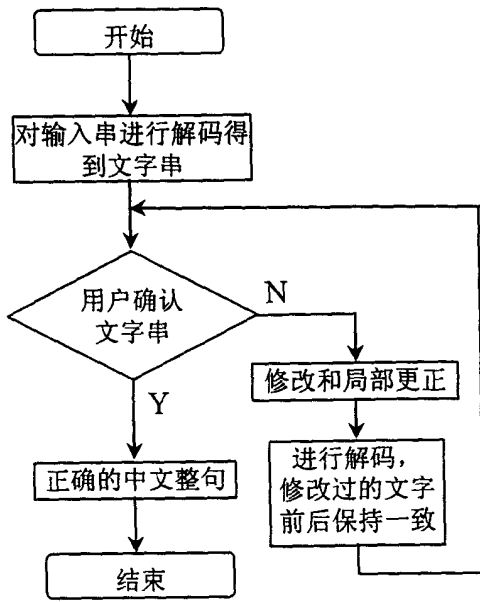 开始
对输入串进行解码得
到文字串
用户确认
文字串
N
Y
修改和局部更正
进行解码，
修改过的文字
前后保持一致
正确的中文整句
结束